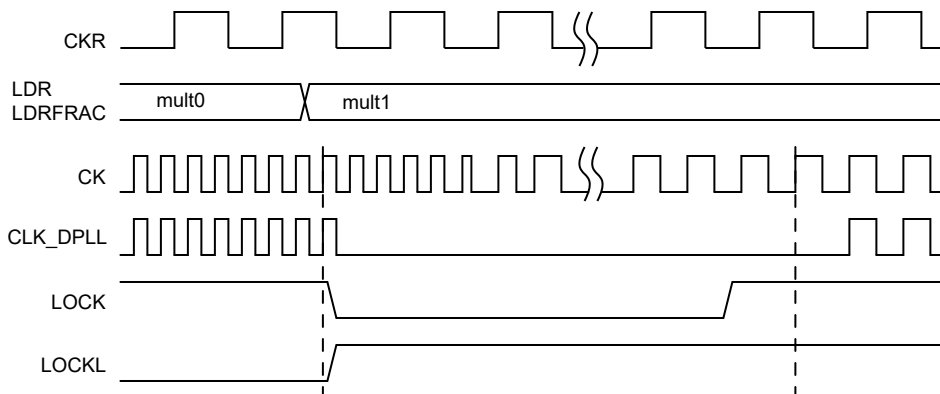 CKR
LDR
LDRFRAC
mult0
mult1
CK
CLK_DPLL
LOCK
LOCKL